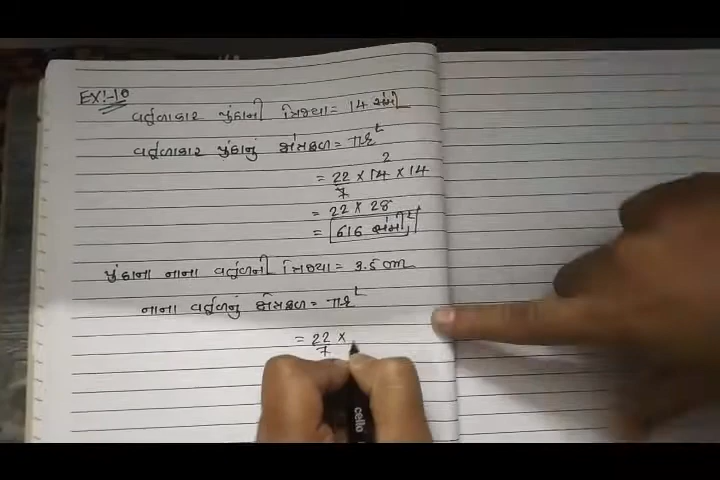 EX:-10
વર્તુળાકાર પુંઠાની ત્રિજ્યા = 14 સેમી
વર્તુળાકાર પુંઠાનું ક્ષેત્રફળ = πr²
= 22/7 × 14 × 14 2
= 22 × 28
= 616 સેમી²
પુંઠાના નાના વર્તુળની ત્રિજ્યા = 3.5 cm
નાના વર્તુળનું ક્ષેત્રફળ = πr²
= 22/7 ×
cello